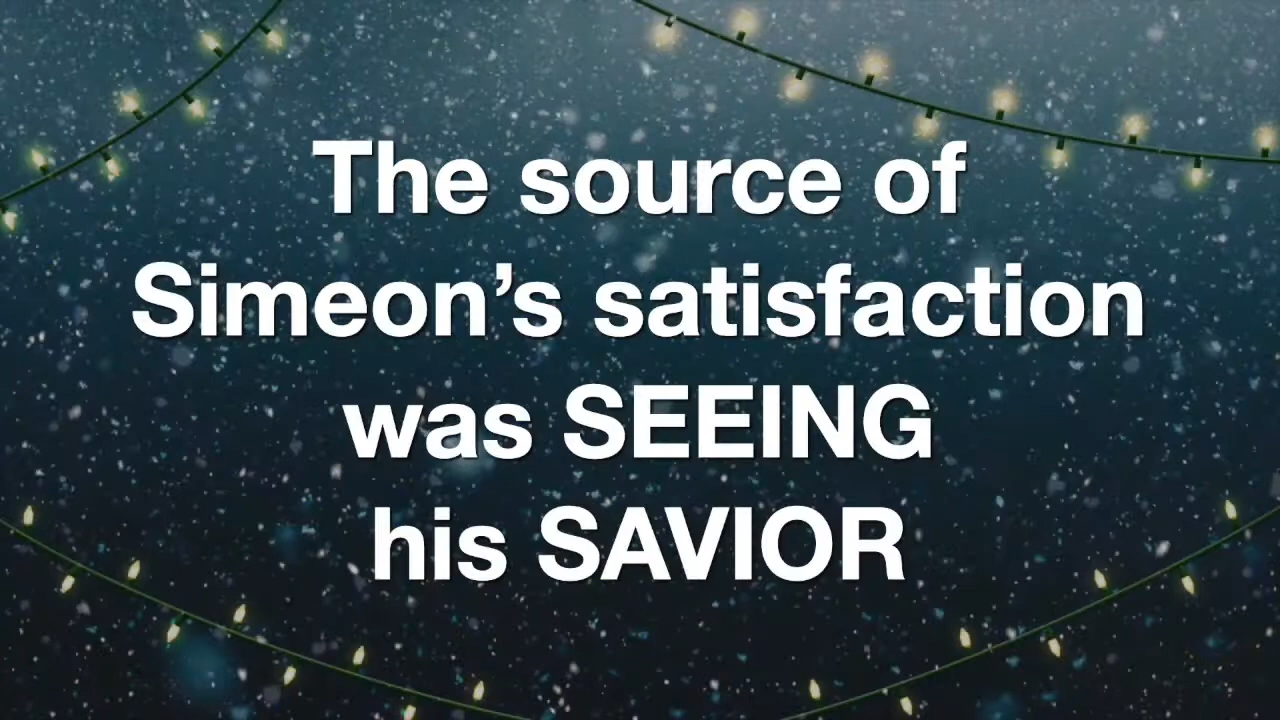 The source of
Simeon’s satisfaction
was SEEING
his SAVIOR